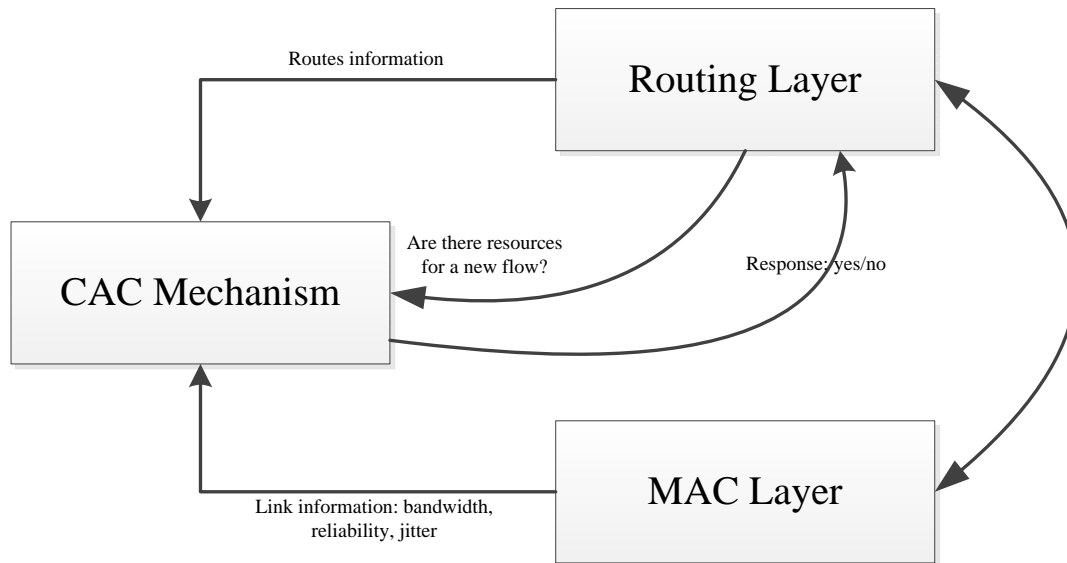 Routing Layer
Routes information
Are there resources
for a new flow?
Response: yes/no
CAC Mechanism
MAC Layer
Link information: bandwidth,
reliability, jitter